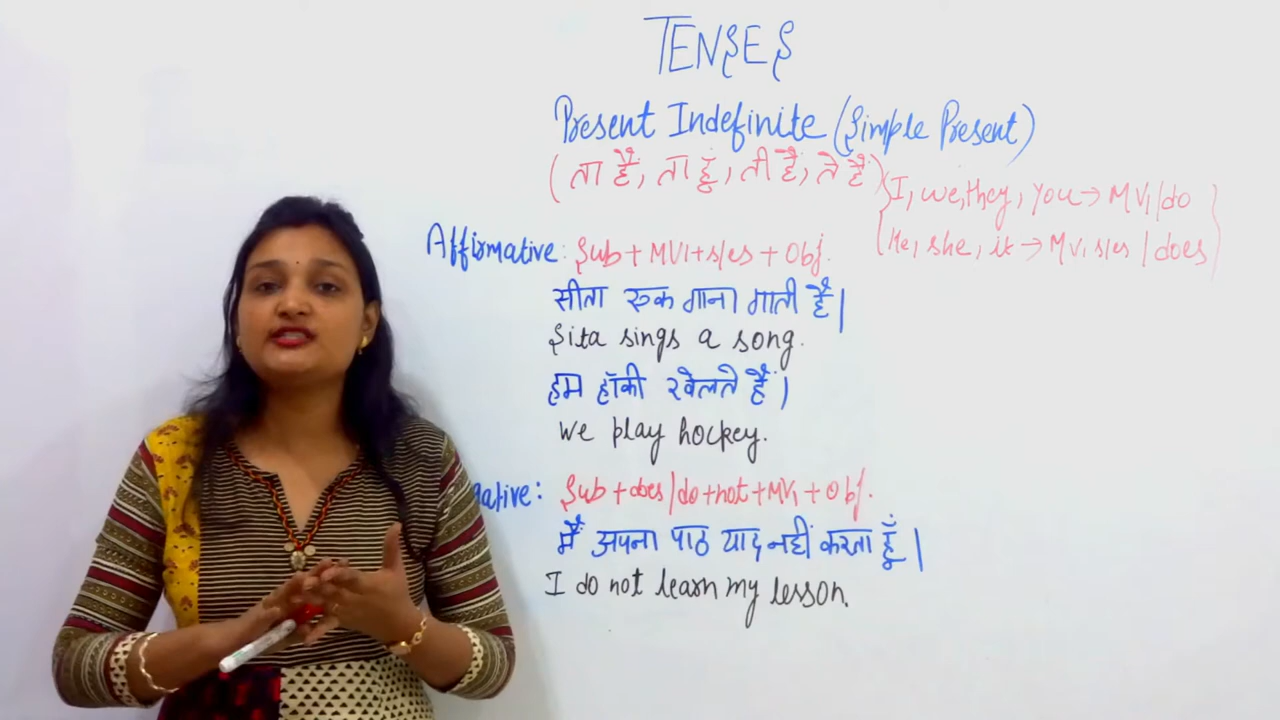 TENSES
Present Indefinite (Simple Present)
(ता है, ता हूँ, ती है, ते हैं)
I, we, they, you → MV1/do
He, she, it → MV1 s/es / does
Affirmative: Sub + MV1 + s/es + Obj.
सीता एक गाना गाती है।
Sita sings a song.
हम हॉकी खेलते हैं।
We play hockey.
gative: Sub + does/do + not + MV1 + Obj.
मैं अपना पाठ याद नहीं करता हूँ।
I do not learn my lesson.